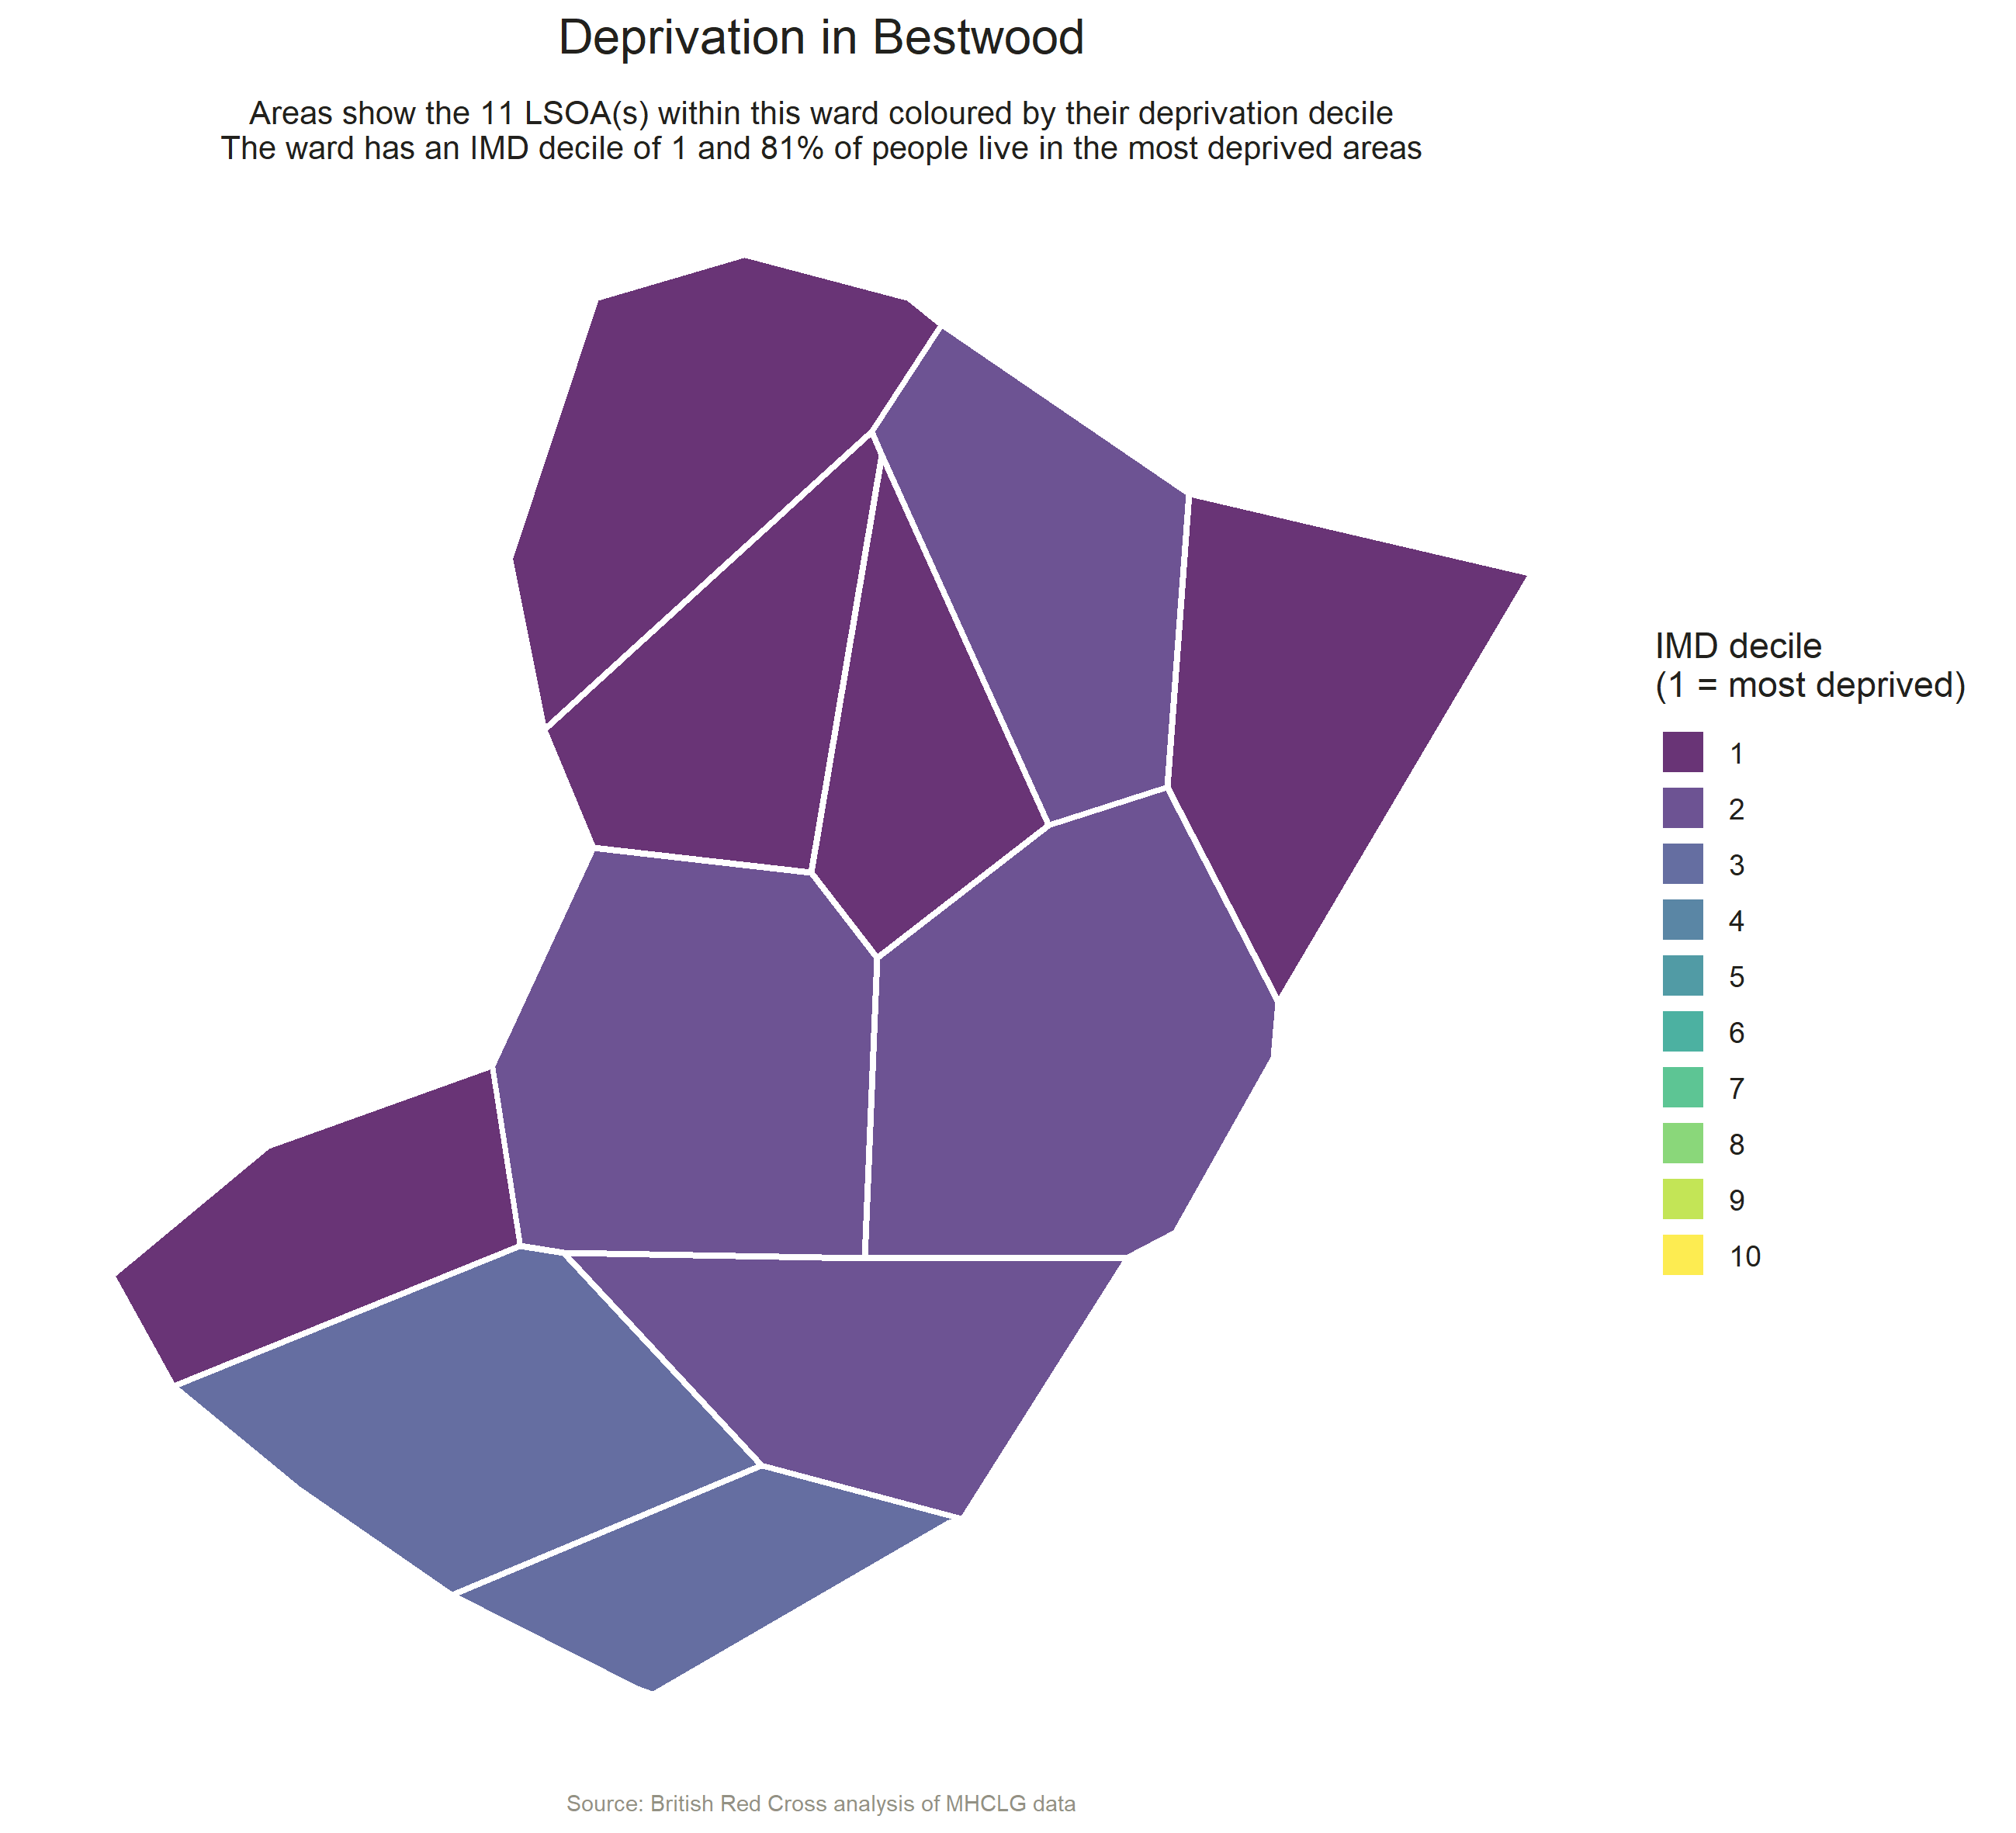 Deprivation in Bestwood
Areas show the 11 LSOA(s) within this ward coloured by their deprivation decile
The ward has an IMD decile of 1 and 81% of people live in the most deprived areas
IMD decile
(1 = most deprived)
1
2
3
4
5
6
7
8
9
10
Source: British Red Cross analysis of MHCLG data